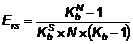 E_rs = (K_b^N - 1) / (K_b^S × N × (K_b - 1))